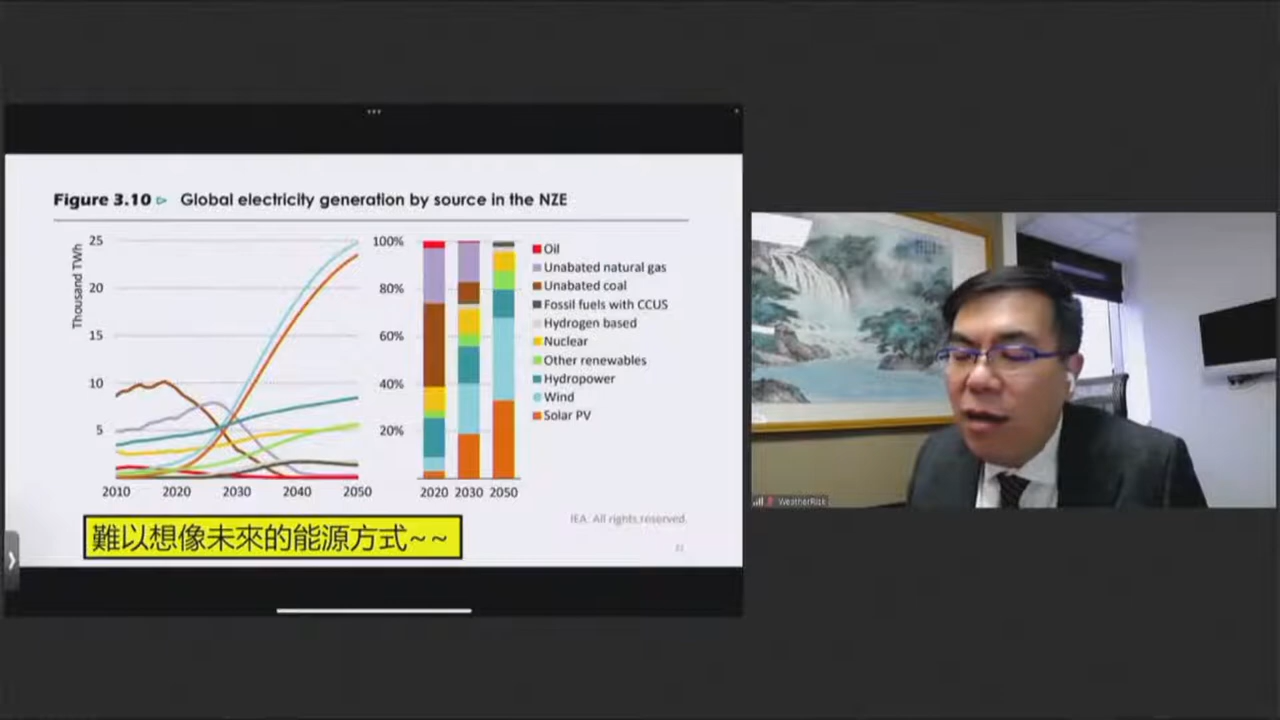 Figure 3.10 ▷ Global electricity generation by source in the NZE
Thousand TWh
25
20
15
10
5
2010 2020 2030 2040 2050
100%
80%
60%
40%
20%
2020 2030 2050
Oil
Unabated natural gas
Unabated coal
Fossil fuels with CCUS
Hydrogen based
Nuclear
Other renewables
Hydropower
Wind
Solar PV
IEA. All rights reserved.
難以想像未來的能源方式~~
WeatherRisk